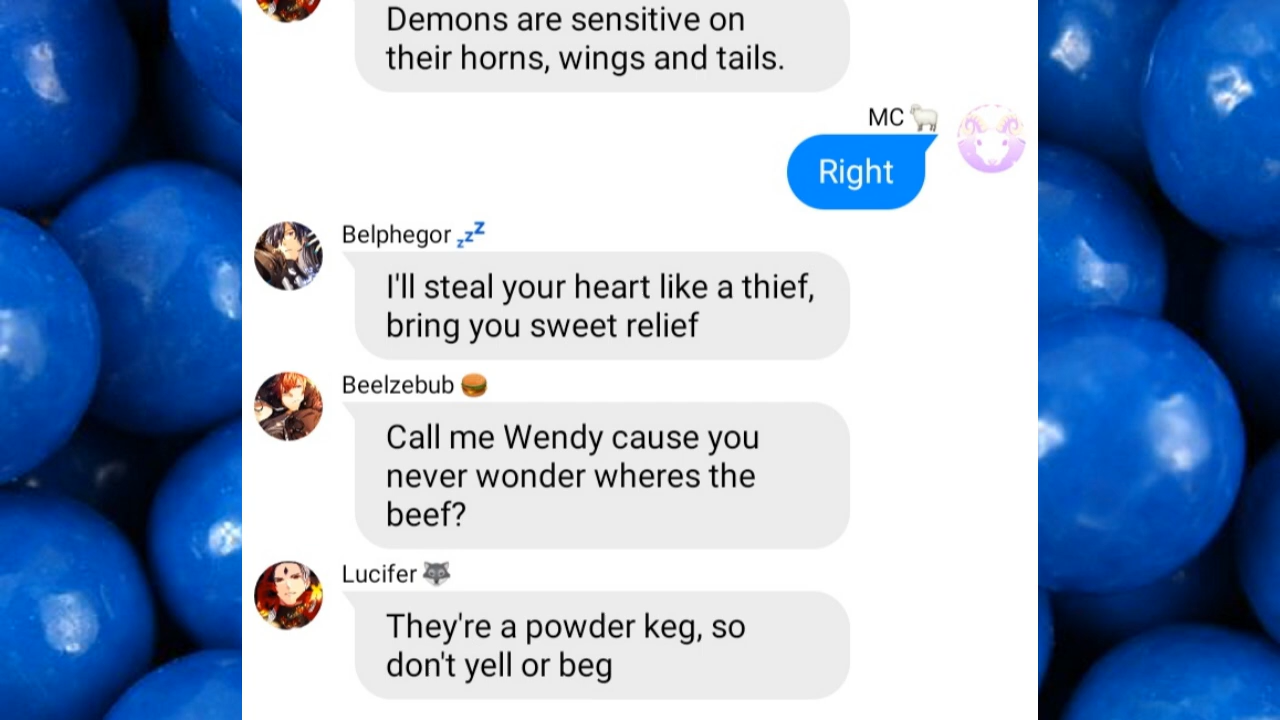 Demons are sensitive on
their horns, wings and tails.
MC🐏
Right
Belphegor 💤
I'll steal your heart like a thief,
bring you sweet relief
Beelzebub 🍔
Call me Wendy cause you
never wonder wheres the
beef?
Lucifer 🐺
They're a powder keg, so
don't yell or beg